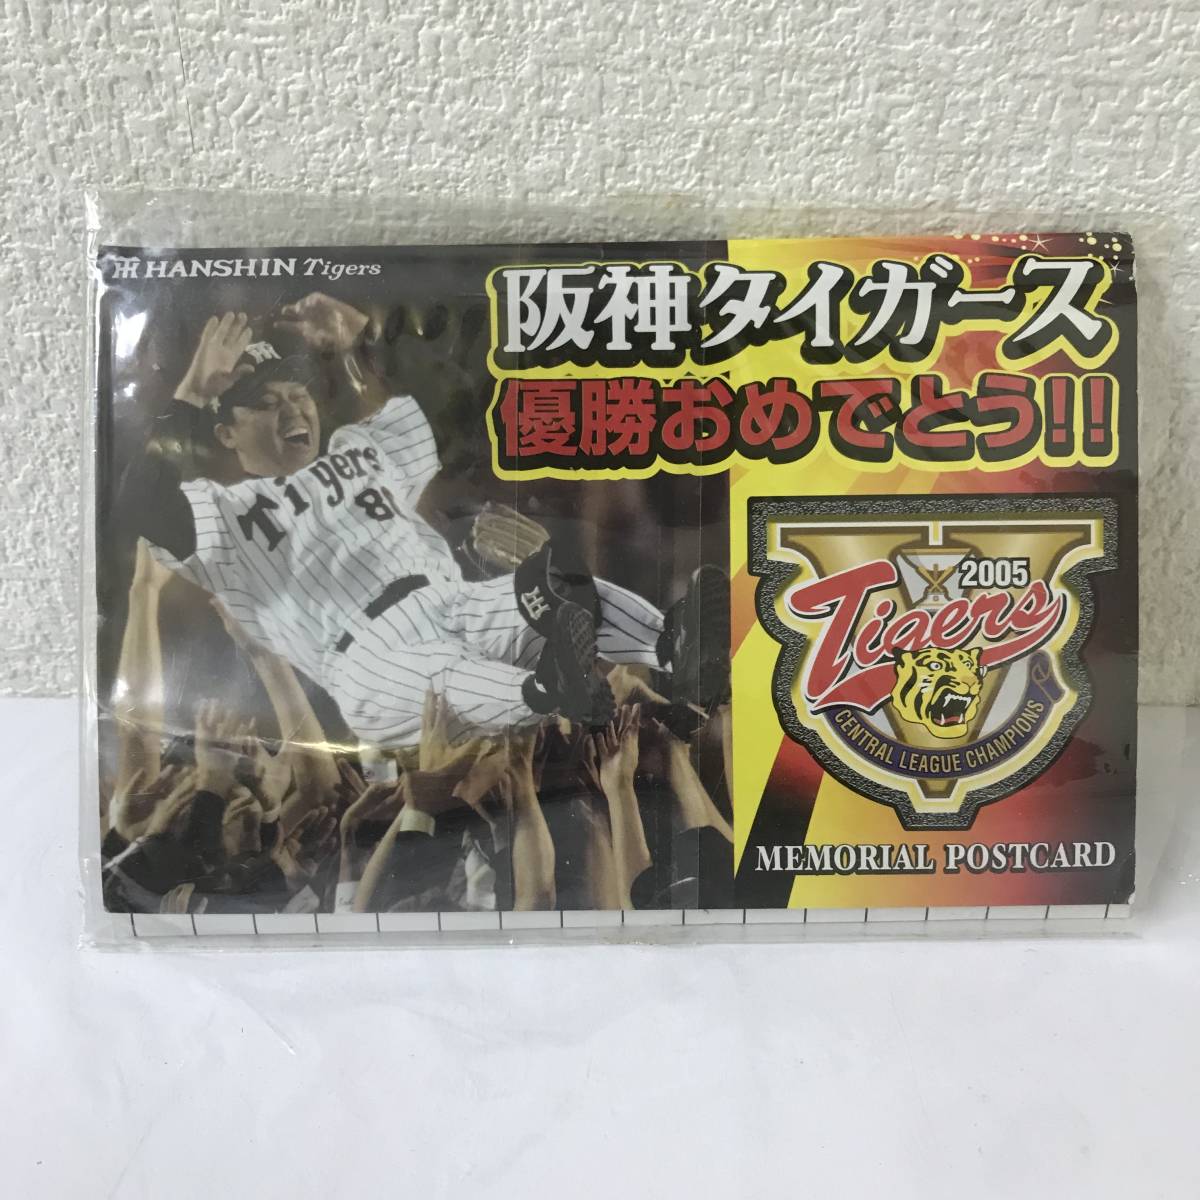 HANSHIN Tigers
阪神タイガース
優勝おめでとう!!
Tigers
80
2005
Tigers
CENTRAL LEAGUE CHAMPIONS
MEMORIAL POSTCARD